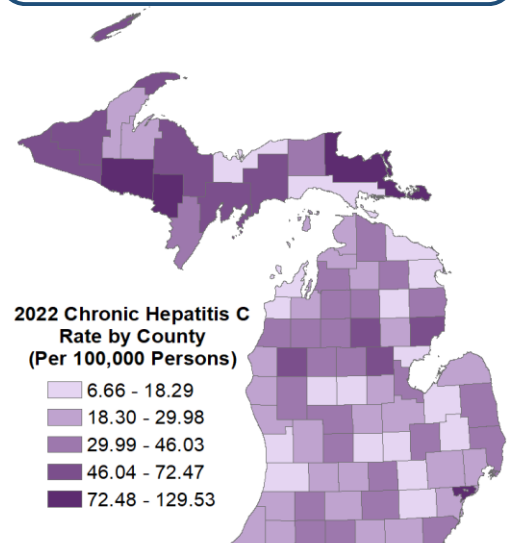 2022 Chronic Hepatitis C
Rate by County
(Per 100,000 Persons)
6.66 - 18.29
18.30 - 29.98
29.99 - 46.03
46.04 - 72.47
72.48 - 129.53